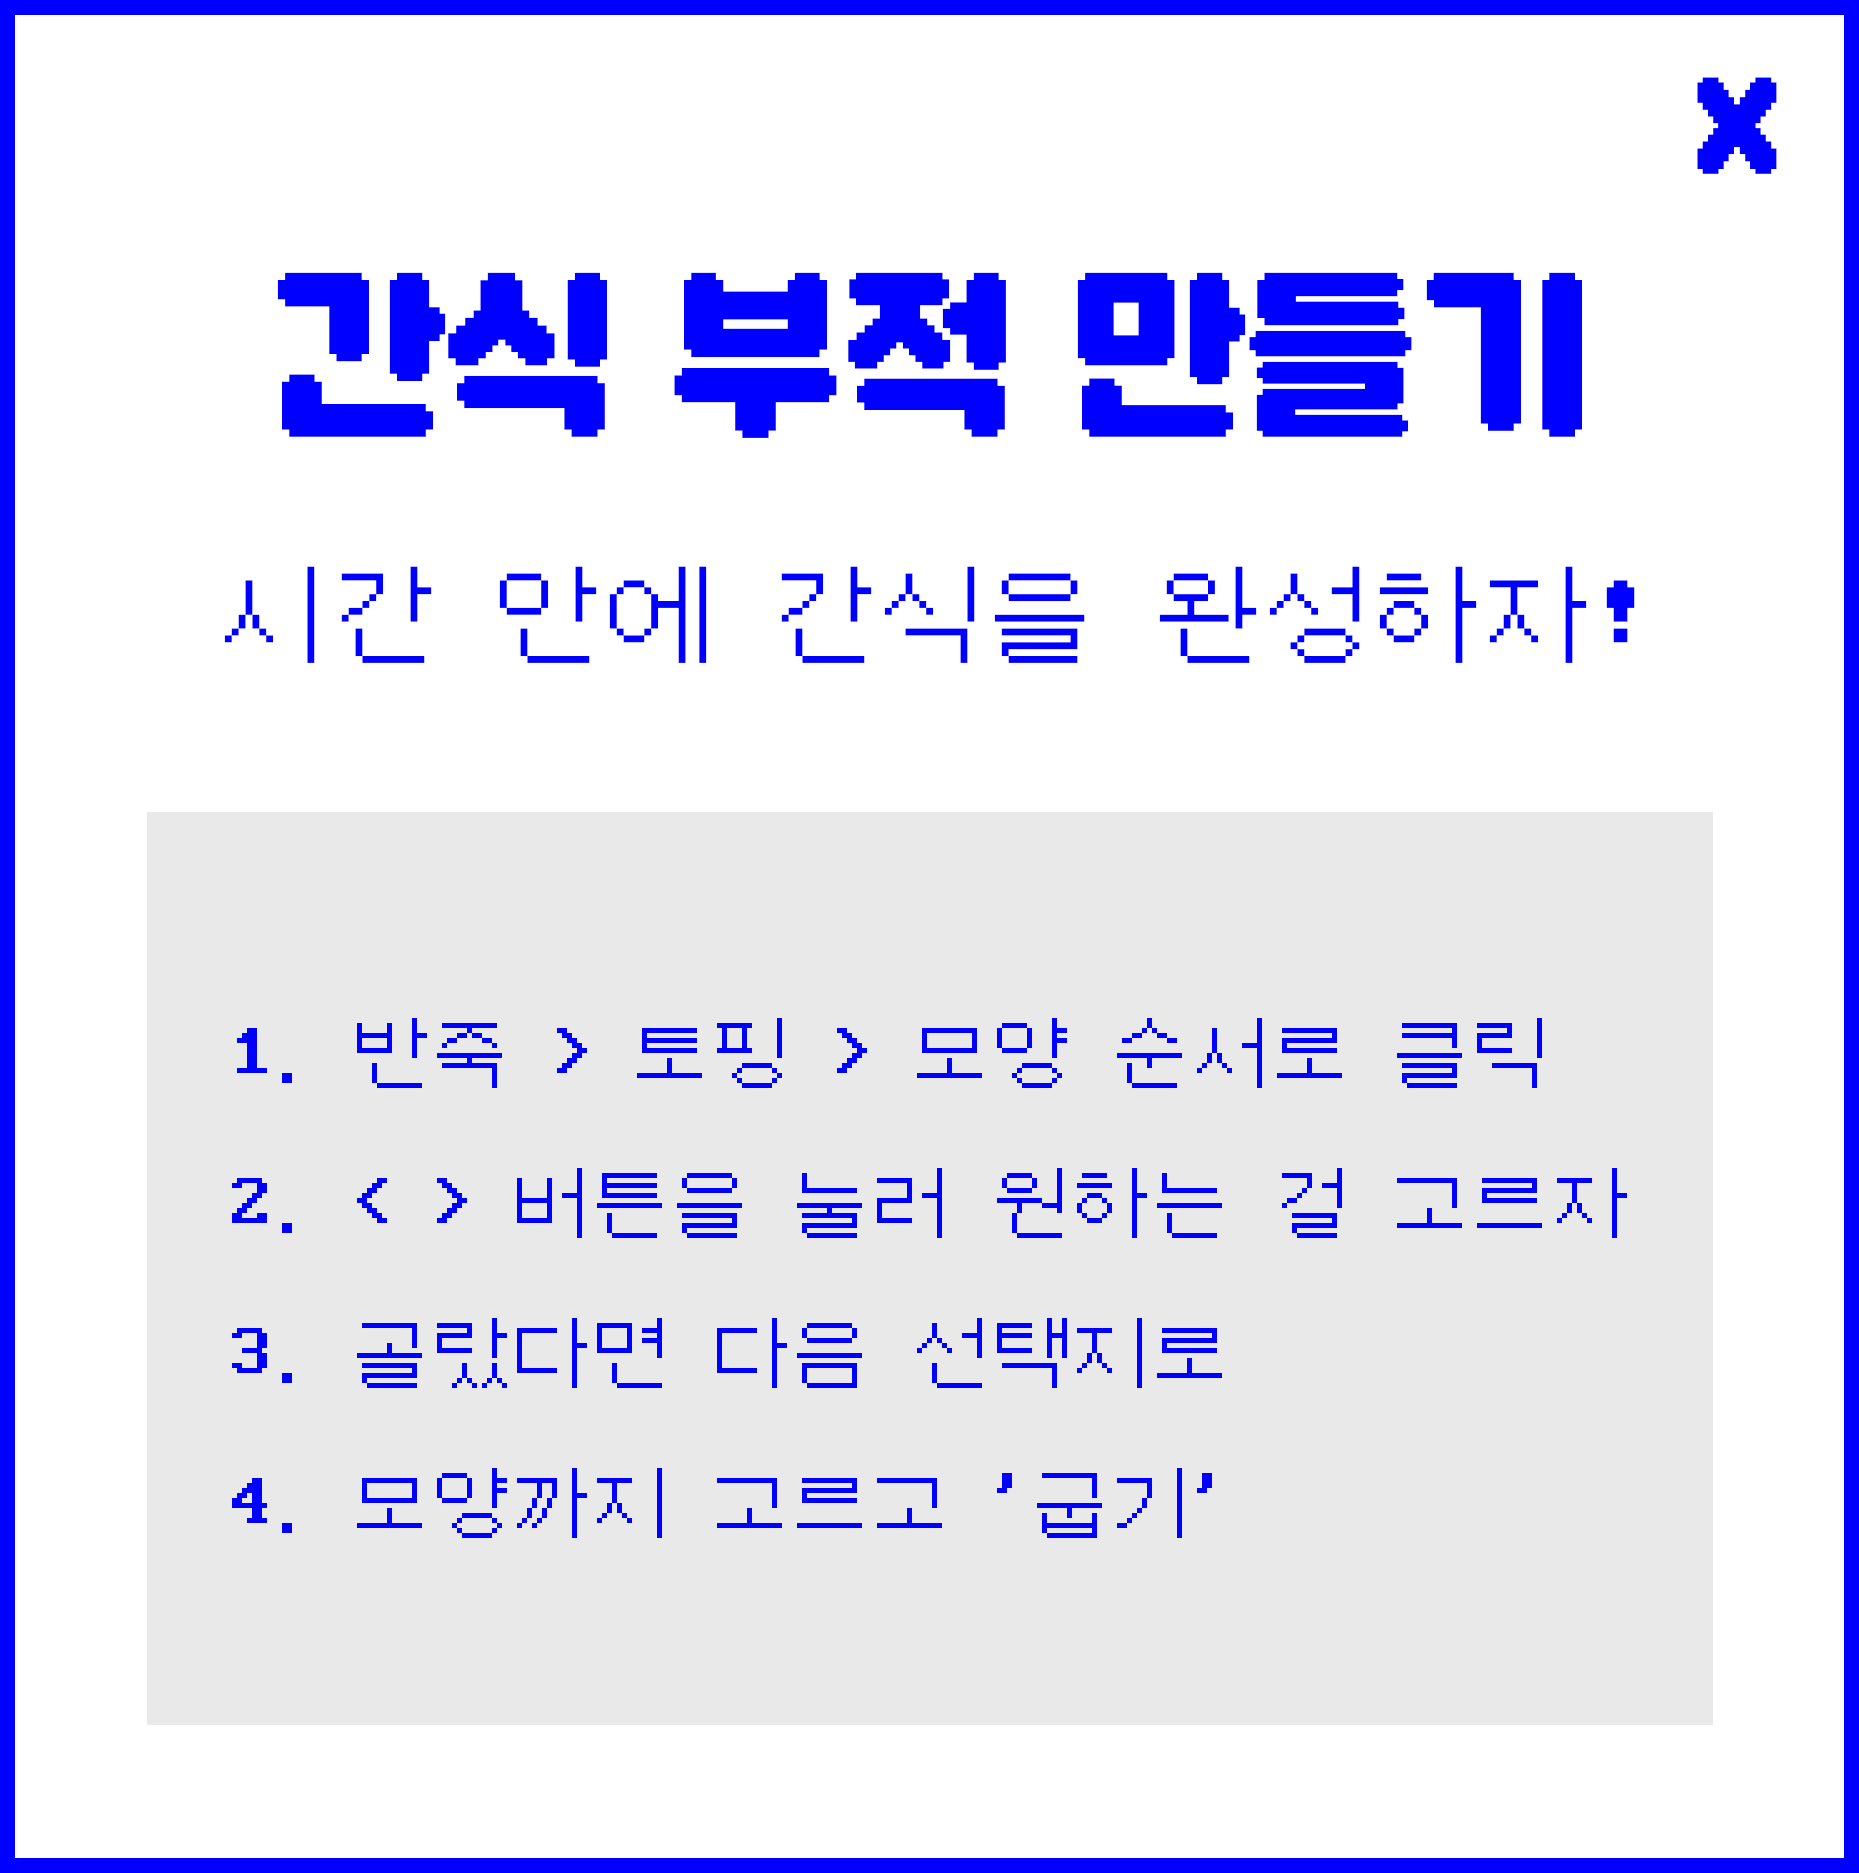 X
간식 부적 만들기
시간 안에 간식을 완성하자!
1. 반죽 > 토핑 > 모양 순서로 클릭
2. < > 버튼을 눌러 원하는 걸 고르자
3. 골랐다면 다음 선택지로
4. 모양까지 고르고 '굽기'